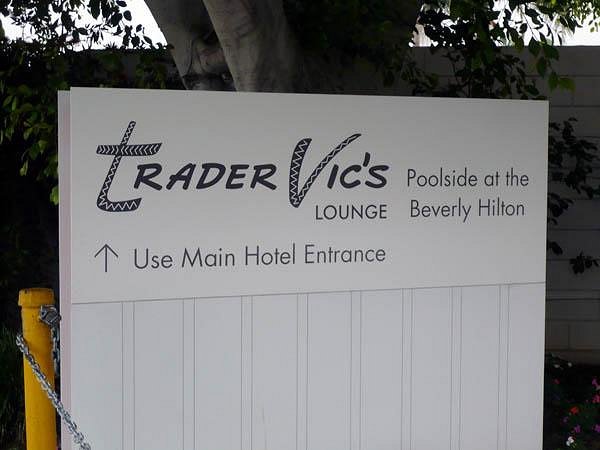 Trader Vic's
LOUNGE
Poolside at the
Beverly Hilton
↑ Use Main Hotel Entrance